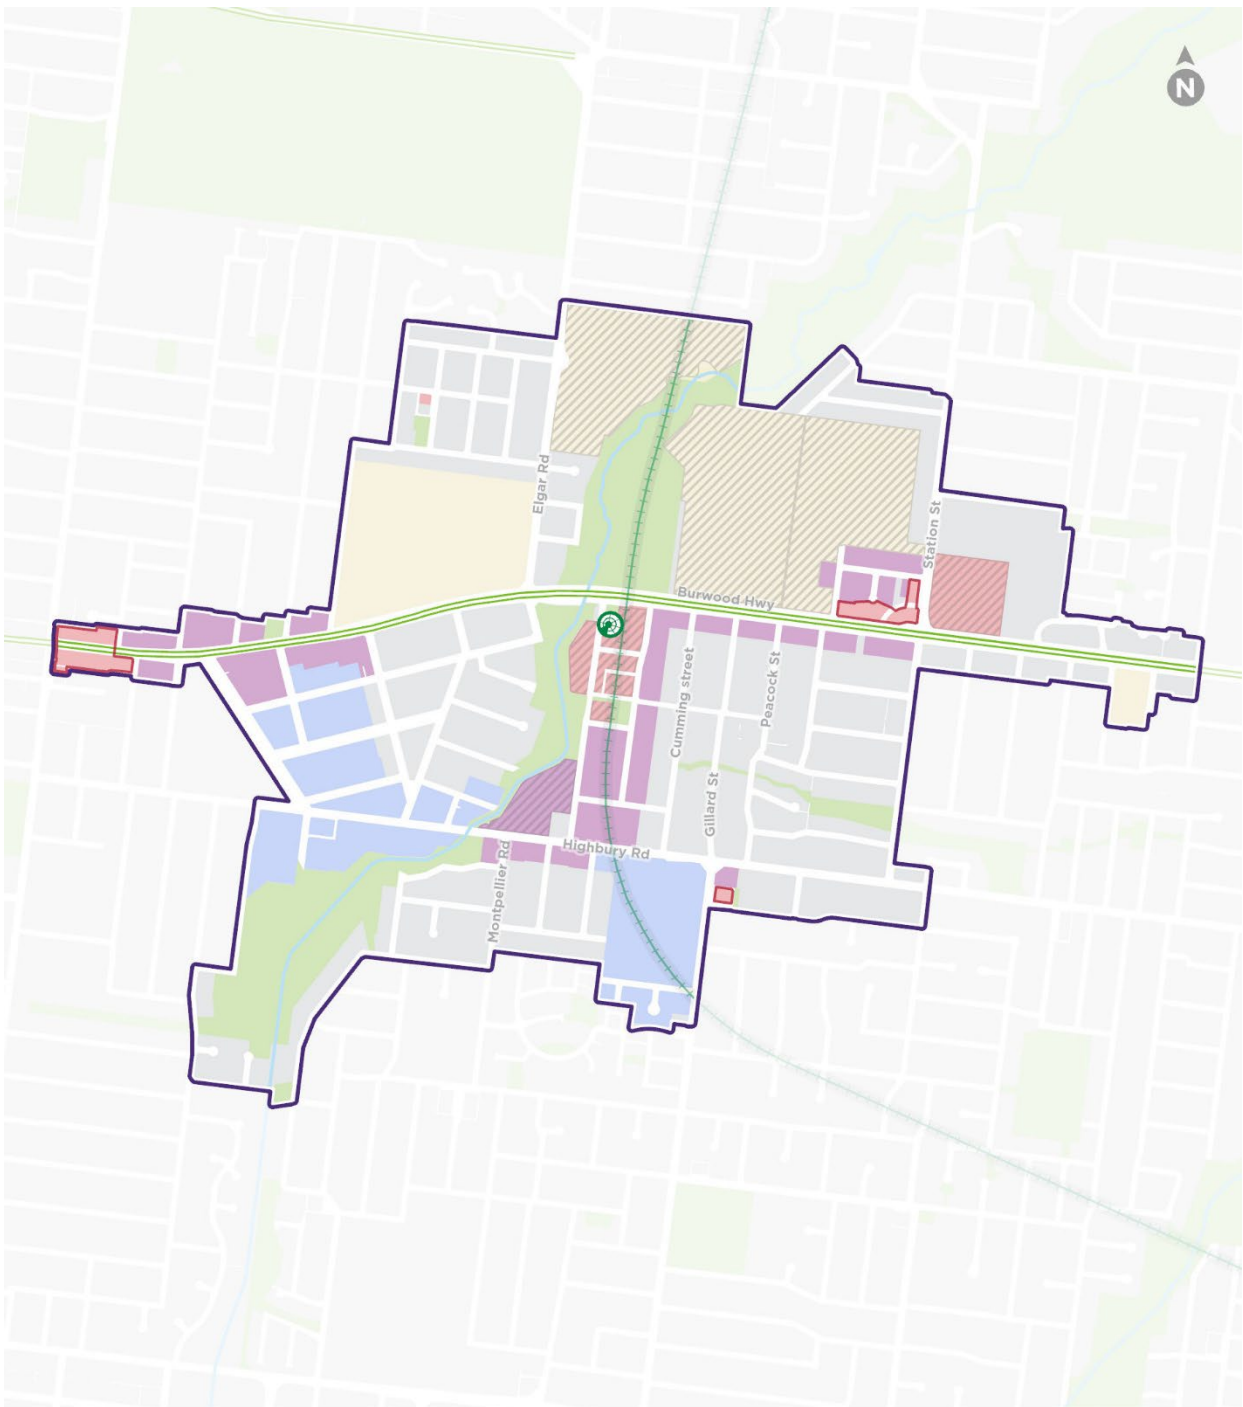 N
Elgar Rd
Station St
Burwood Hwy
Cumming street
Peacock St
Gillard St
Highbury Rd
Montpellier Rd